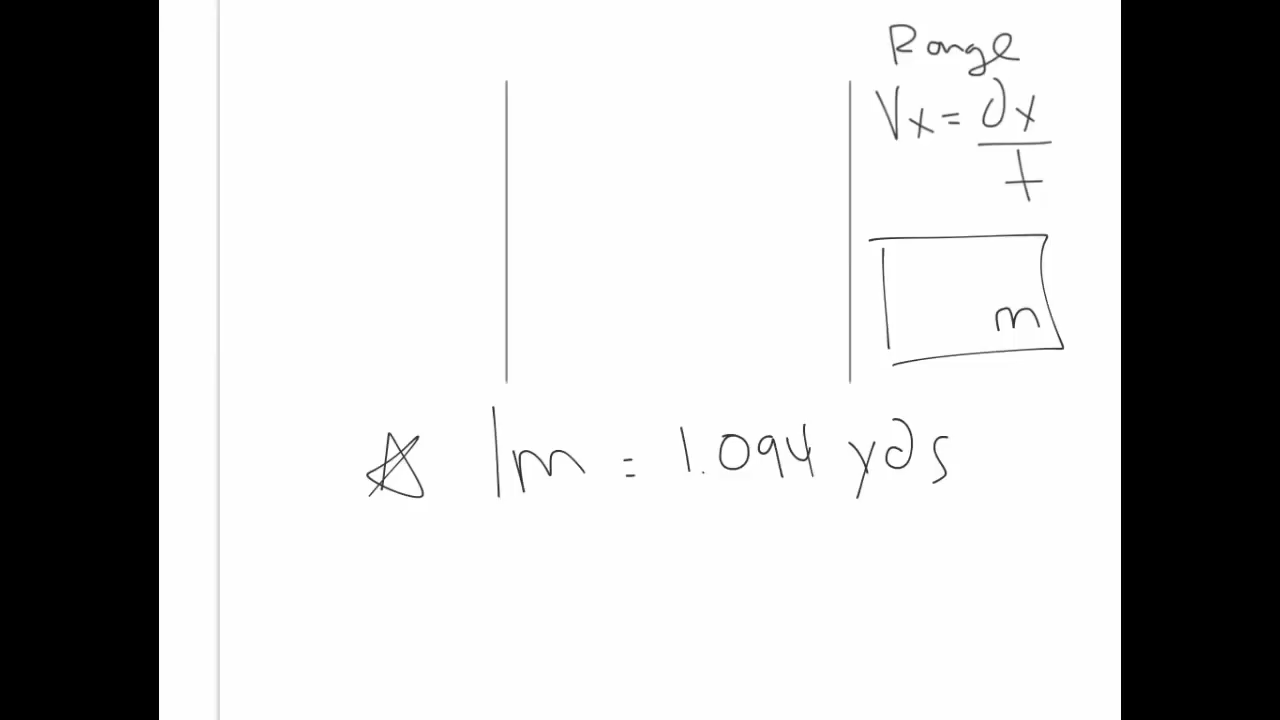 Range
Vx = dx
t
m
☆ 1m = 1.094 yds